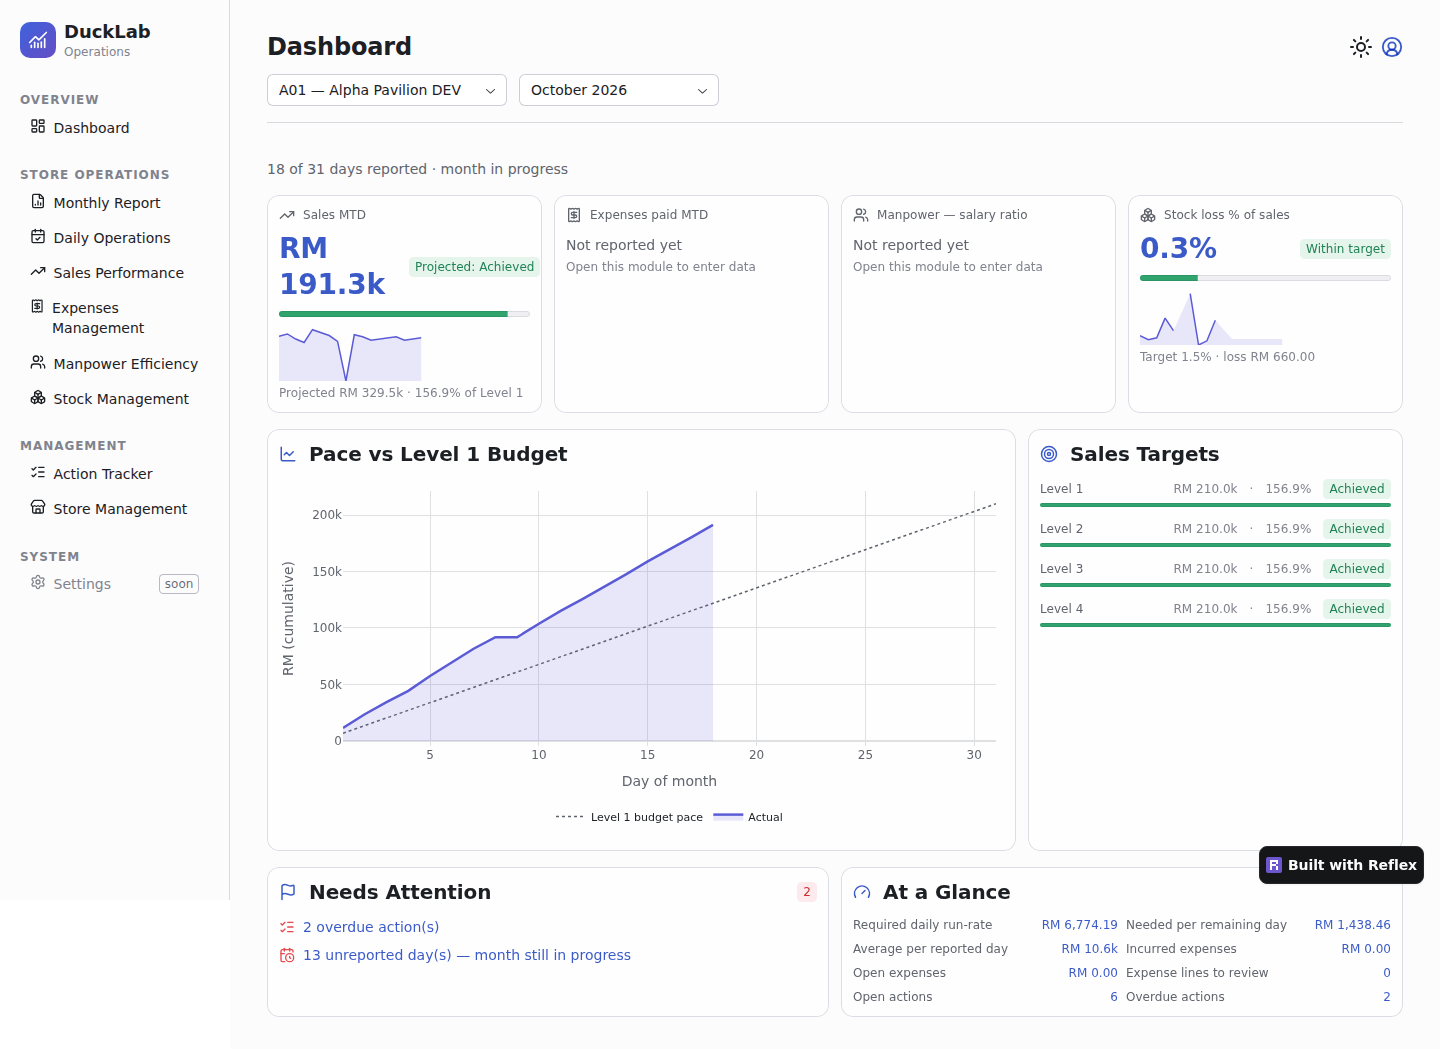 DuckLab
Operations
OVERVIEW
Dashboard
STORE OPERATIONS
Monthly Report
Daily Operations
Sales Performance
Expenses
Management
Manpower Efficiency
Stock Management
MANAGEMENT
Action Tracker
Store Management
SYSTEM
Settings soon
Dashboard
A01 — Alpha Pavilion DEV October 2026
18 of 31 days reported · month in progress
Sales MTD
RM
191.3k
Projected: Achieved
Projected RM 329.5k · 156.9% of Level 1
Expenses paid MTD
Not reported yet
Open this module to enter data
Manpower — salary ratio
Not reported yet
Open this module to enter data
Stock loss % of sales
0.3% Within target
Target 1.5% · loss RM 660.00
Pace vs Level 1 Budget
RM (cumulative)
200k
150k
100k
50k
0
5 10 15 20 25 30
Day of month
Level 1 budget pace Actual
Sales Targets
Level 1 RM 210.0k · 156.9% Achieved
Level 2 RM 210.0k · 156.9% Achieved
Level 3 RM 210.0k · 156.9% Achieved
Level 4 RM 210.0k · 156.9% Achieved
Built with Reflex
Needs Attention 2
2 overdue action(s)
13 unreported day(s) — month still in progress
At a Glance
Required daily run-rate RM 6,774.19 Needed per remaining day RM 1,438.46
Average per reported day RM 10.6k Incurred expenses RM 0.00
Open expenses RM 0.00 Expense lines to review 0
Open actions 6 Overdue actions 2